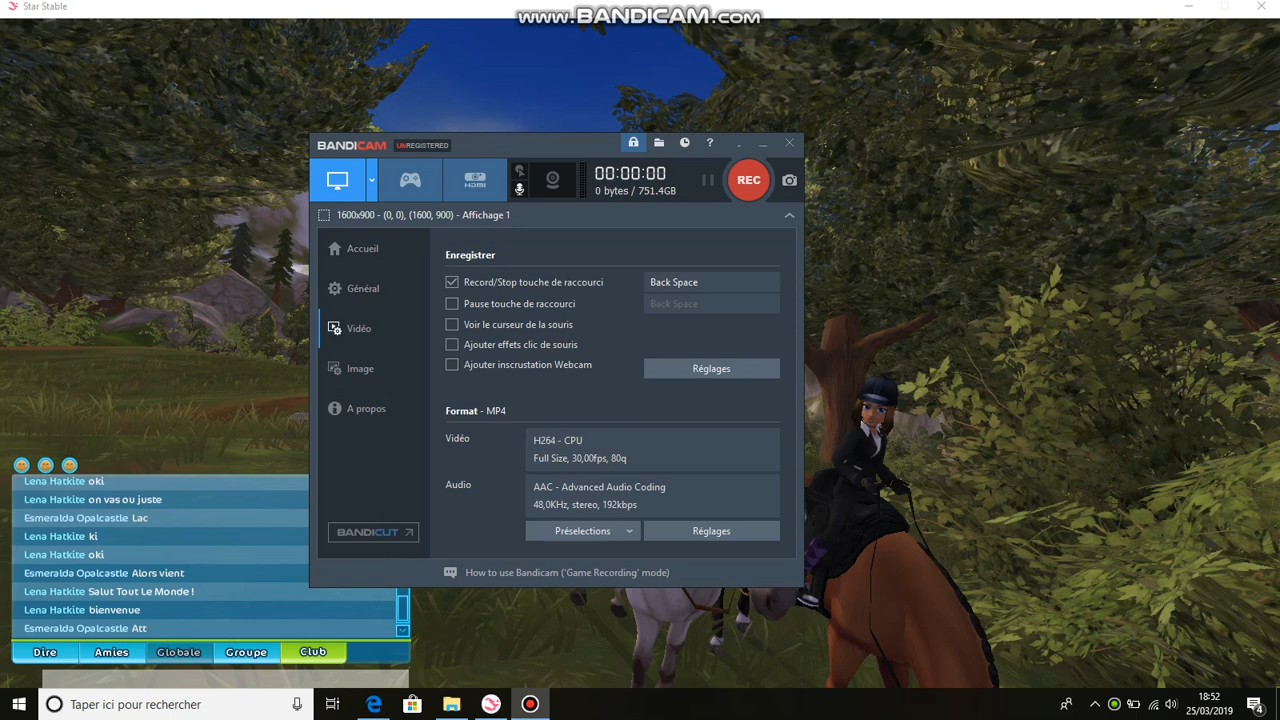 Star Stable
www.BANDICAM.com
BANDICAM UNREGISTERED
?
HDMI
00:00:00
0 bytes / 751.4GB
REC
1600x900 - (0, 0), (1600, 900) - Affichage 1
Accueil
Général
Vidéo
Image
A propos
BANDICUT
Enregistrer
Record/Stop touche de raccourci
Back Space
Pause touche de raccourci
Back Space
Voir le curseur de la souris
Ajouter effets clic de souris
Ajouter inscrustation Webcam
Réglages
Format - MP4
Vidéo
H264 - CPU
Full Size, 30,00fps, 80q
Audio
AAC - Advanced Audio Coding
48,0KHz, stereo, 192kbps
Préselections
Réglages
How to use Bandicam ('Game Recording' mode)
Lena Hatkite oki
Lena Hatkite on vas ou juste
Esmeralda Opalcastle Lac
Lena Hatkite ki
Lena Hatkite oki
Esmeralda Opalcastle Alors vient
Lena Hatkite Salut Tout Le Monde !
Lena Hatkite bienvenue
Esmeralda Opalcastle Att
Dire Amies Globale Groupe Club
Taper ici pour rechercher
18:52
25/03/2019
4